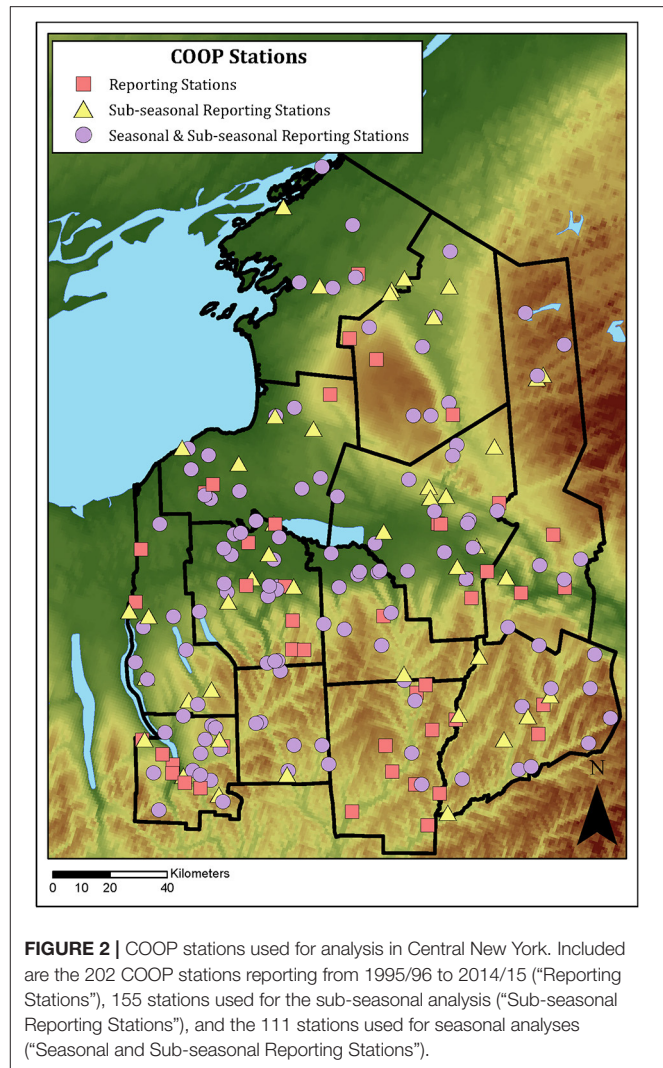 COOP Stations
Reporting Stations
Sub-seasonal Reporting Stations
Seasonal & Sub-seasonal Reporting Stations
N
Kilometers
0 10 20 40
FIGURE 2 | COOP stations used for analysis in Central New York. Included
are the 202 COOP stations reporting from 1995/96 to 2014/15 (“Reporting
Stations”), 155 stations used for the sub-seasonal analysis (“Sub-seasonal
Reporting Stations”), and the 111 stations used for seasonal analyses
(“Seasonal and Sub-seasonal Reporting Stations”).